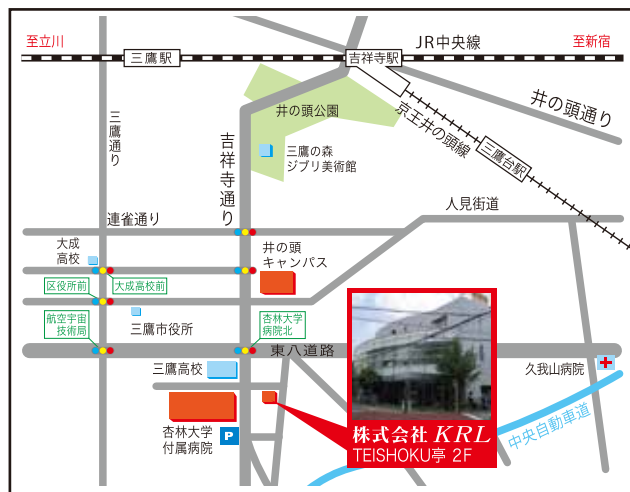 至立川
三鷹駅
吉祥寺駅
JR中央線
至新宿
井の頭通り
京王井の頭線
三鷹台駅
三鷹通り
吉祥寺通り
井の頭公園
三鷹の森
ジブリ美術館
連雀通り
人見街道
大成
高校
井の頭
キャンパス
区役所前
大成高校前
航空宇宙
技術局
三鷹市役所
杏林大学
病院北
東八道路
三鷹高校
久我山病院
杏林大学
付属病院
P
株式会社 KRL
TEISHOKU亭 2F
中央自動車道